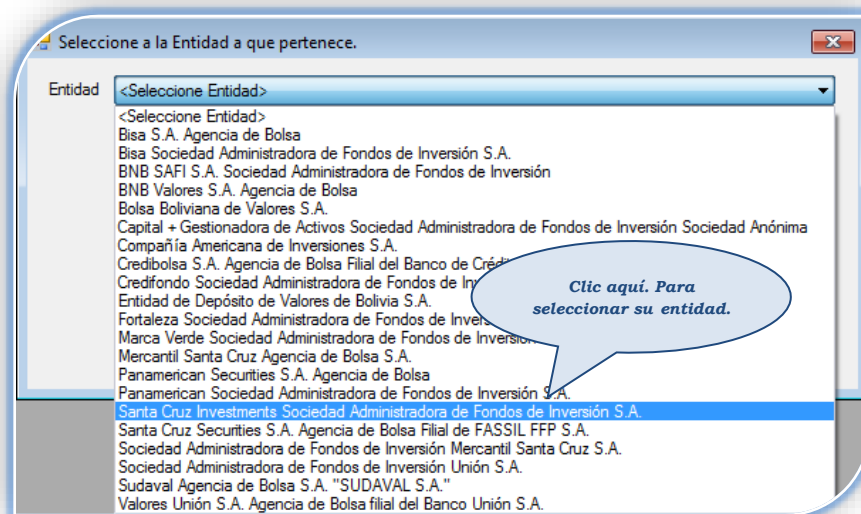 Seleccione a la Entidad a que pertenece.
Entidad
<Seleccione Entidad>
<Seleccione Entidad>
Bisa S.A. Agencia de Bolsa
Bisa Sociedad Administradora de Fondos de Inversión S.A.
BNB SAFI S.A. Sociedad Administradora de Fondos de Inversión
BNB Valores S.A. Agencia de Bolsa
Bolsa Boliviana de Valores S.A.
Capital + Gestionadora de Activos Sociedad Administradora de Fondos de Inversión Sociedad Anónima
Compañía Americana de Inversiones S.A.
Credibolsa S.A. Agencia de Bolsa Filial del Banco de
Credifondo Sociedad Administradora de Fondos de
Entidad de Depósito de Valores de Bolivia S.A.
Fortaleza Sociedad Administradora de Fondos de
Marca Verde Sociedad Administradora de Fondos de
Mercantil Santa Cruz Agencia de Bolsa S.A.
Panamerican Securities S.A. Agencia de Bolsa
Panamerican Sociedad Administradora de Fondos de Inversión S.A.
Santa Cruz Investments Sociedad Administradora de Fondos de Inversión S.A.
Santa Cruz Securities S.A. Agencia de Bolsa Filial de FASSIL FFP S.A.
Sociedad Administradora de Fondos de Inversión Mercantil Santa Cruz S.A.
Sociedad Administradora de Fondos de Inversión Unión S.A.
Sudaval Agencia de Bolsa S.A. "SUDAVAL S.A."
Valores Unión S.A. Agencia de Bolsa filial del Banco Unión S.A.
Clic aquí. Para
seleccionar su entidad.